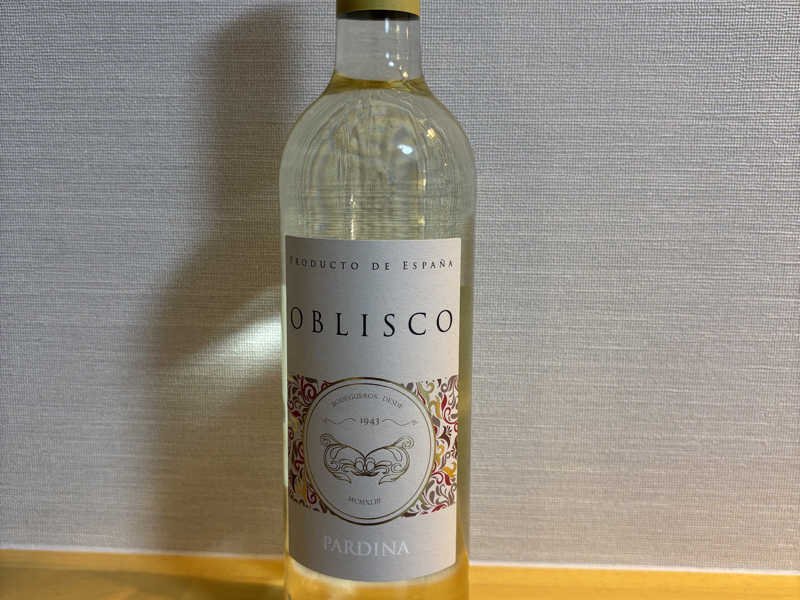 PRODUCTO DE ESPAÑA
OBLISCO
BODEGUEROS DESDE
1943
MCMXLIII
PARDINA